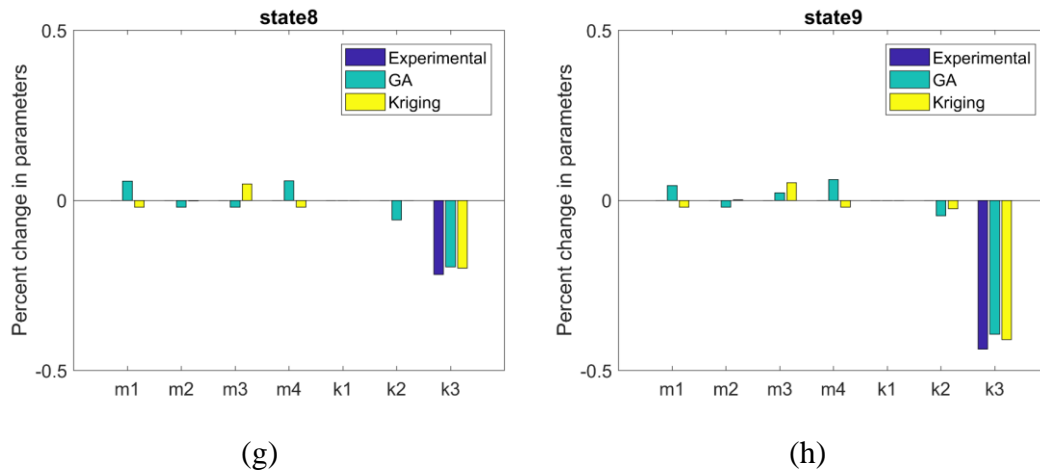 state8
0.5
Experimental
GA
Kriging
Percent change in parameters
0
-0.5
m1 m2 m3 m4 k1 k2 k3
(g)
state9
0.5
Experimental
GA
Kriging
Percent change in parameters
0
-0.5
m1 m2 m3 m4 k1 k2 k3
(h)